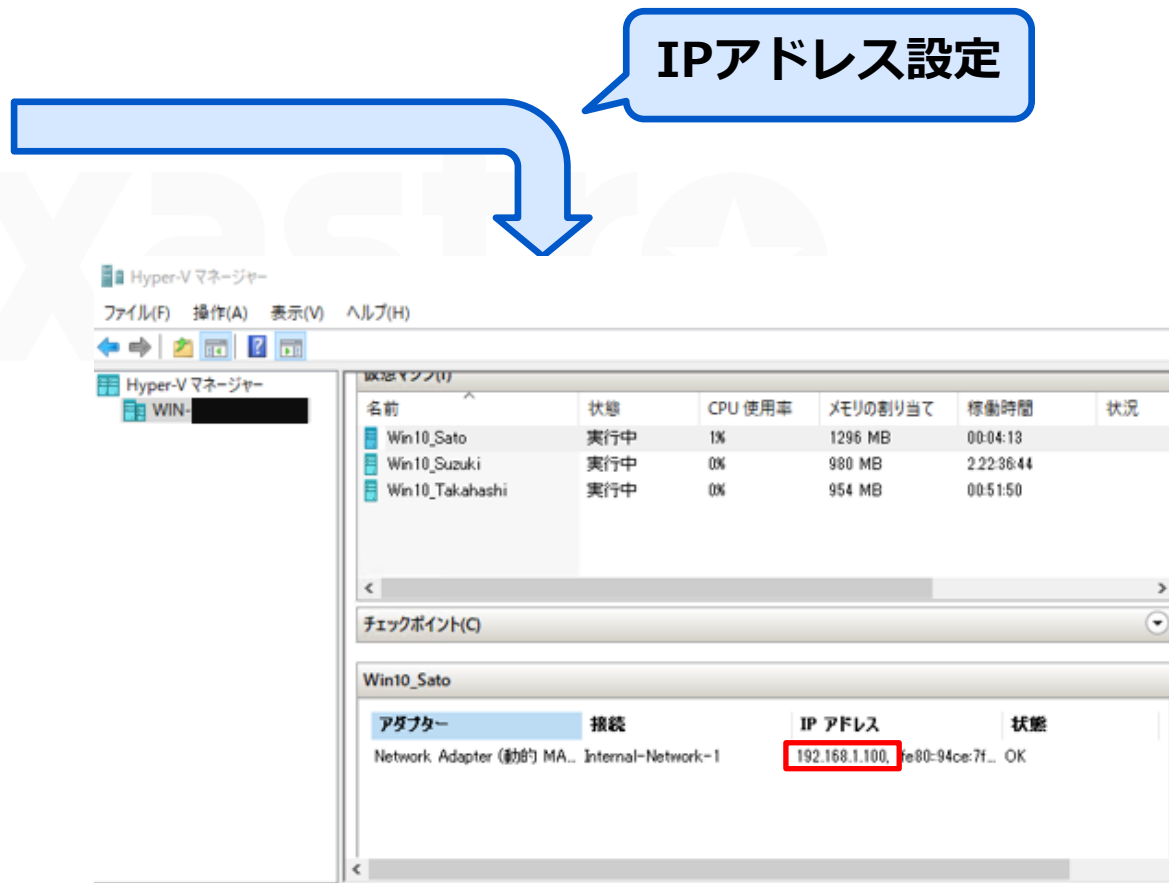 IPアドレス設定
xastro
Hyper-V マネージャー
ファイル(F) 操作(A) 表示(V) ヘルプ(H)
Hyper-V マネージャー
WIN-
仮想マシン(I)
名前 状態 CPU 使用率 メモリの割り当て 稼働時間 状況
Win10_Sato 実行中 1% 1296 MB 00:04:13
Win10_Suzuki 実行中 0% 980 MB 2.22:36:44
Win10_Takahashi 実行中 0% 954 MB 00:51:50
チェックポイント(C)
Win10_Sato
アダプター 接続 IP アドレス 状態
Network Adapter (動的 MA... Internal-Network-1 192.168.1.100, fe80::94ce:7f... OK